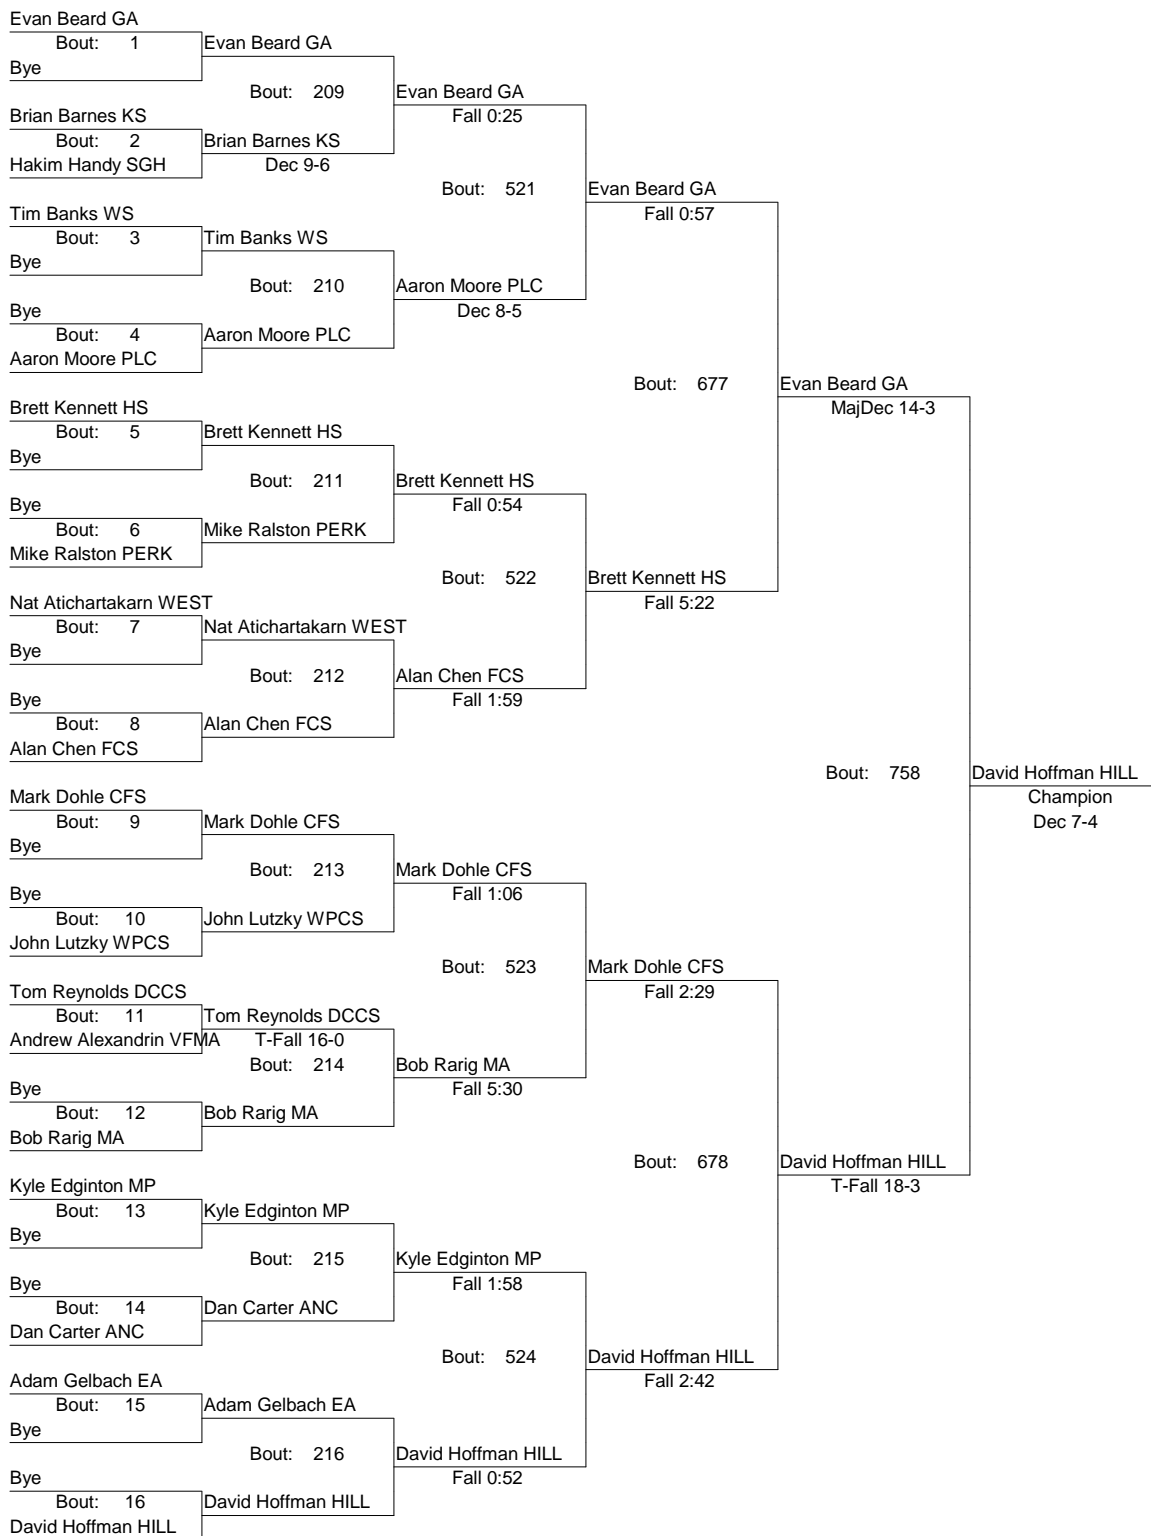 Evan Beard GA
Bout: 1
Evan Beard GA
Bye
Bout: 209
Evan Beard GA
Fall 0:25
Brian Barnes KS
Bout: 2
Brian Barnes KS
Hakim Handy SGH
Dec 9-6
Bout: 521
Evan Beard GA
Fall 0:57
Tim Banks WS
Bout: 3
Tim Banks WS
Bye
Bout: 210
Aaron Moore PLC
Dec 8-5
Bye
Bout: 4
Aaron Moore PLC
Aaron Moore PLC
Bout: 677
Evan Beard GA
MajDec 14-3
Brett Kennett HS
Bout: 5
Brett Kennett HS
Bye
Bout: 211
Brett Kennett HS
Fall 0:54
Bye
Bout: 6
Mike Ralston PERK
Mike Ralston PERK
Bout: 522
Brett Kennett HS
Fall 5:22
Nat Atichartakarn WEST
Bout: 7
Nat Atichartakarn WEST
Bye
Bout: 212
Alan Chen FCS
Fall 1:59
Bye
Bout: 8
Alan Chen FCS
Alan Chen FCS
Bout: 758
David Hoffman HILL
Champion
Dec 7-4
Mark Dohle CFS
Bout: 9
Mark Dohle CFS
Bye
Bout: 213
Mark Dohle CFS
Fall 1:06
Bye
Bout: 10
John Lutzky WPCS
John Lutzky WPCS
Bout: 523
Mark Dohle CFS
Fall 2:29
Tom Reynolds DCCS
Bout: 11
Tom Reynolds DCCS
Andrew Alexandrin VFMA
T-Fall 16-0
Bout: 214
Bob Rarig MA
Fall 5:30
Bye
Bout: 12
Bob Rarig MA
Bob Rarig MA
Bout: 678
David Hoffman HILL
T-Fall 18-3
Kyle Edginton MP
Bout: 13
Kyle Edginton MP
Bye
Bout: 215
Kyle Edginton MP
Fall 1:58
Bye
Bout: 14
Dan Carter ANC
Dan Carter ANC
Bout: 524
David Hoffman HILL
Fall 2:42
Adam Gelbach EA
Bout: 15
Adam Gelbach EA
Bye
Bout: 216
David Hoffman HILL
Fall 0:52
Bye
Bout: 16
David Hoffman HILL
David Hoffman HILL